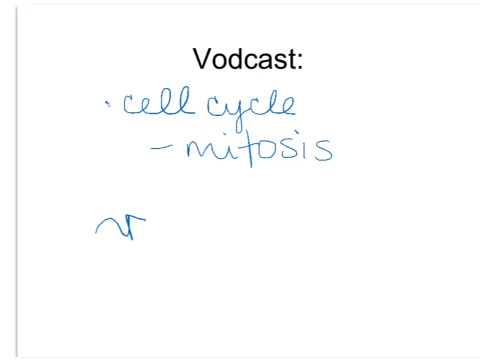 Vodcast:
· cell cycle
- mitosis